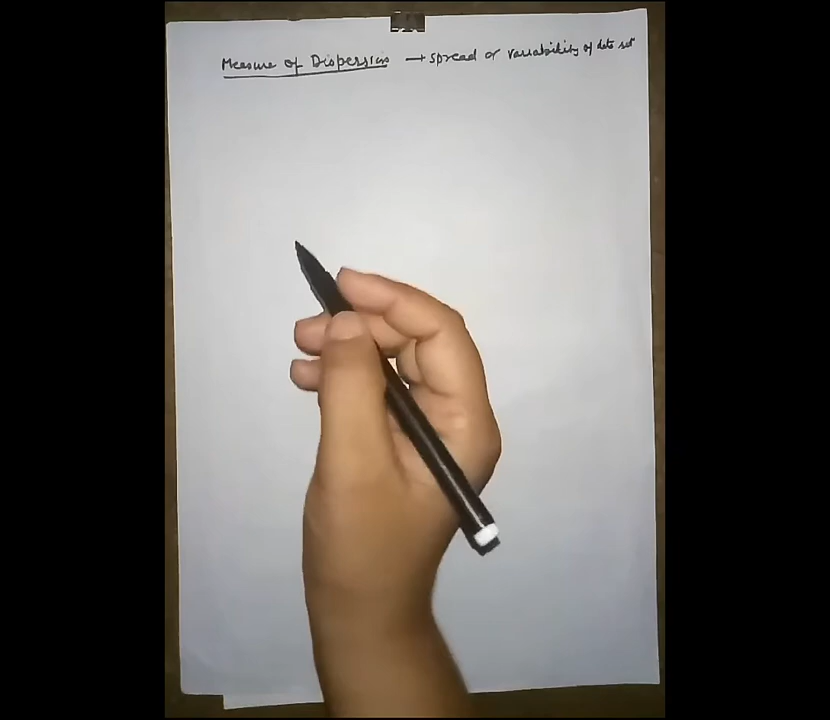 Measure of Dispersion → spread or variability of data set